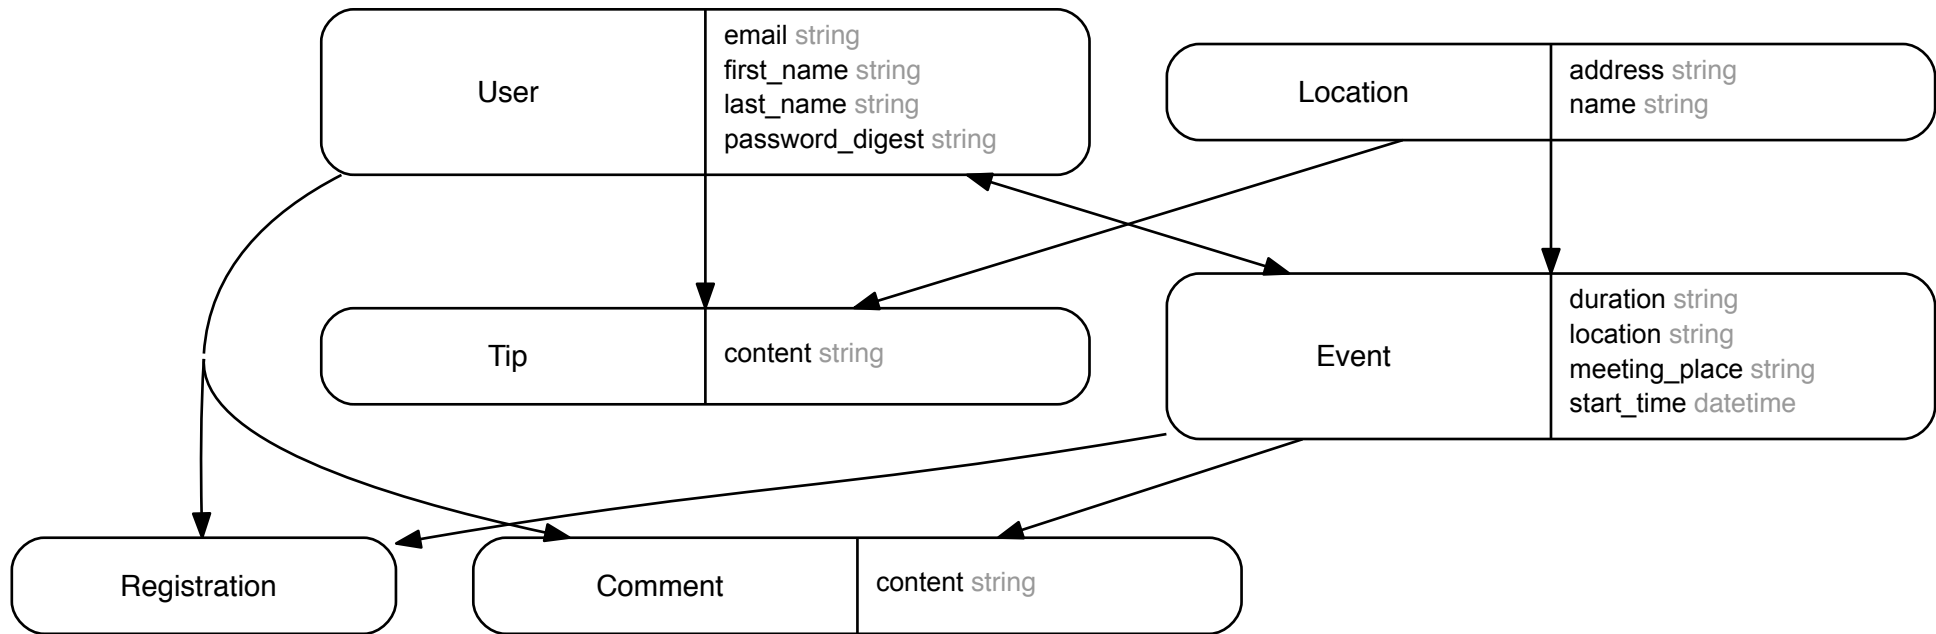 User
email string
first_name string
last_name string
password_digest string
Location
address string
name string
Tip
content string
Event
duration string
location string
meeting_place string
start_time datetime
Registration
Comment
content string